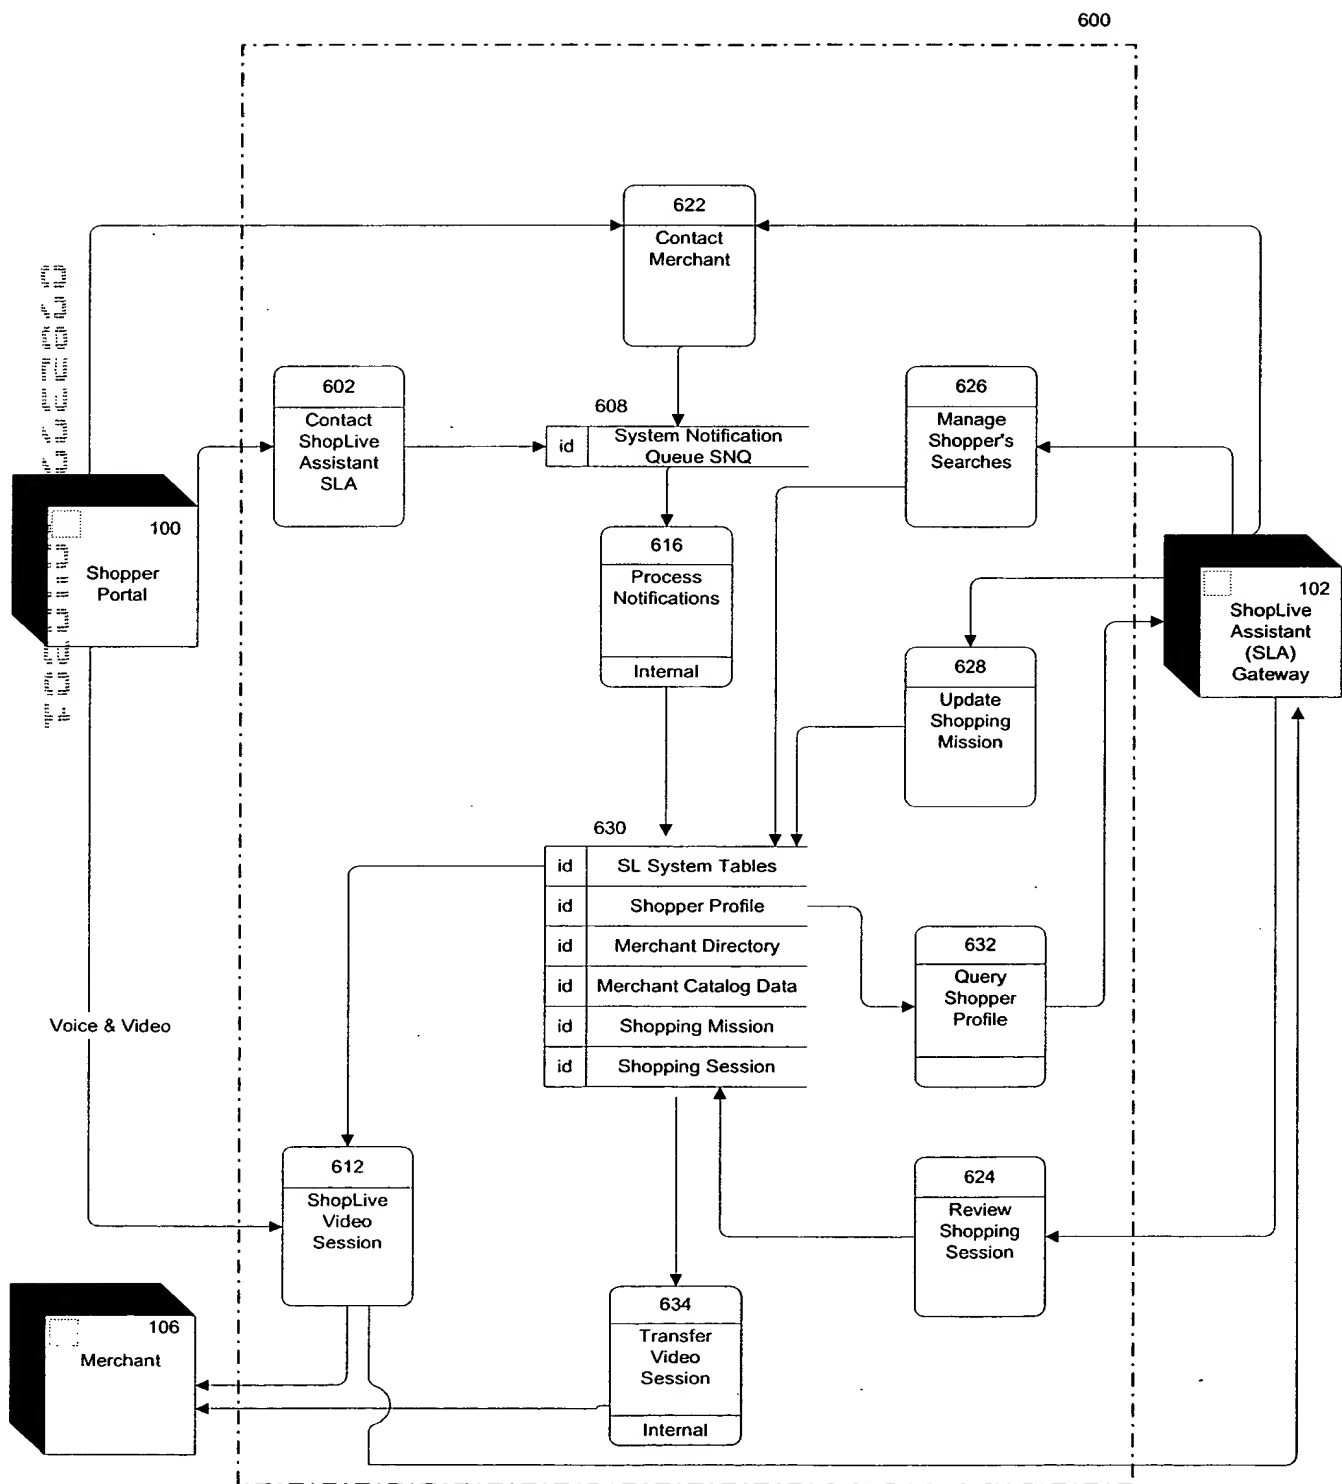 600
622
Contact
Merchant
602
Contact
ShopLive
Assistant
SLA
608
id
System Notification
Queue SNQ
626
Manage
Shopper's
Searches
100
Shopper
Portal
616
Process
Notifications
Internal
102
ShopLive
Assistant
(SLA)
Gateway
628
Update
Shopping
Mission
630
id SL System Tables
id Shopper Profile
id Merchant Directory
id Merchant Catalog Data
id Shopping Mission
id Shopping Session
632
Query
Shopper
Profile
Voice & Video
612
ShopLive
Video
Session
624
Review
Shopping
Session
634
Transfer
Video
Session
Internal
106
Merchant